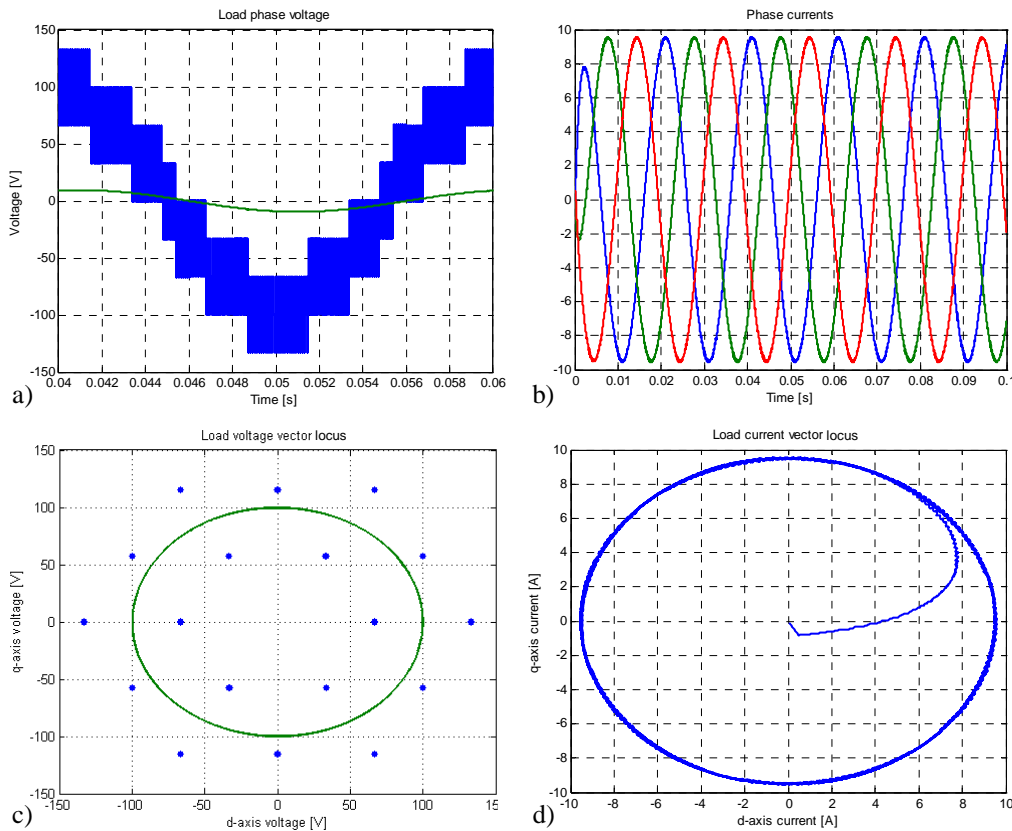 Load phase voltage
150
100
50
0
-50
-100
-150
Voltage [V]
0.04 0.042 0.044 0.046 0.048 0.05 0.052 0.054 0.056 0.058 0.06
Time [s]
a)
Phase currents
10
8
6
4
2
0
-2
-4
-6
-8
-10
0 0.01 0.02 0.03 0.04 0.05 0.06 0.07 0.08 0.09 0.1
Time [s]
b)
Load voltage vector locus
150
100
50
0
-50
-100
-150
q-axis voltage [V]
-150 -100 -50 0 50 100 15
d-axis voltage [V]
c)
Load current vector locus
10
8
6
4
2
0
-2
-4
-6
-8
-10
q-axis current [A]
-10 -8 -6 -4 -2 0 2 4 6 8 10
d-axis current [A]
d)